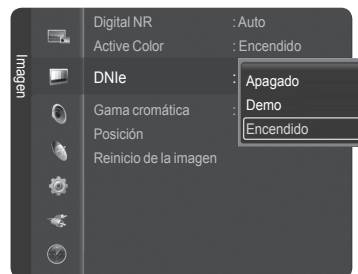 Imagen
Digital NR : Auto
Active Color : Encendido
DNIe :
Apagado
Demo
Encendido
Gama cromática :
Posición
Reinicio de la imagen